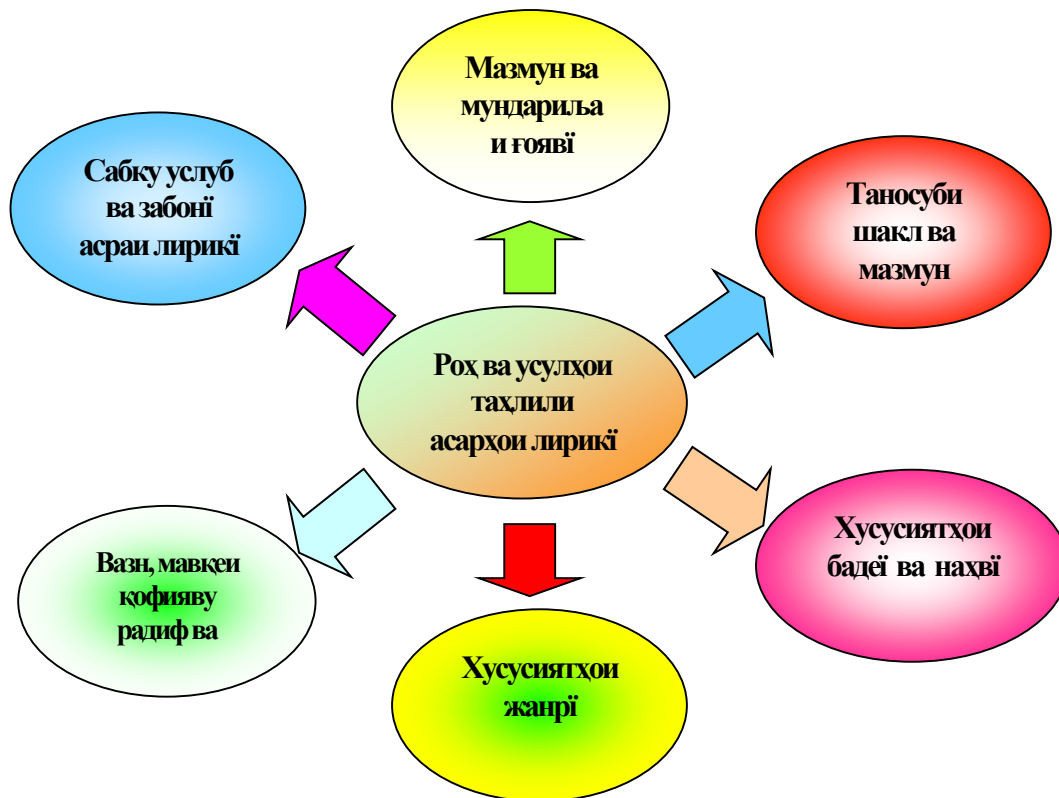 Мазмун ва
мундариља
и ғоявї
Сабку услуб
ва забонї
асраи лирикї
Таносуби
шакл ва
мазмун
Роҳ ва усулҳои
таҳлили
асарҳои лирикї
Вазн, мавқеи
қофияву
радиф ва
Хусусиятҳои
бадеї ва наҳвї
Хусусиятҳои
жанрї